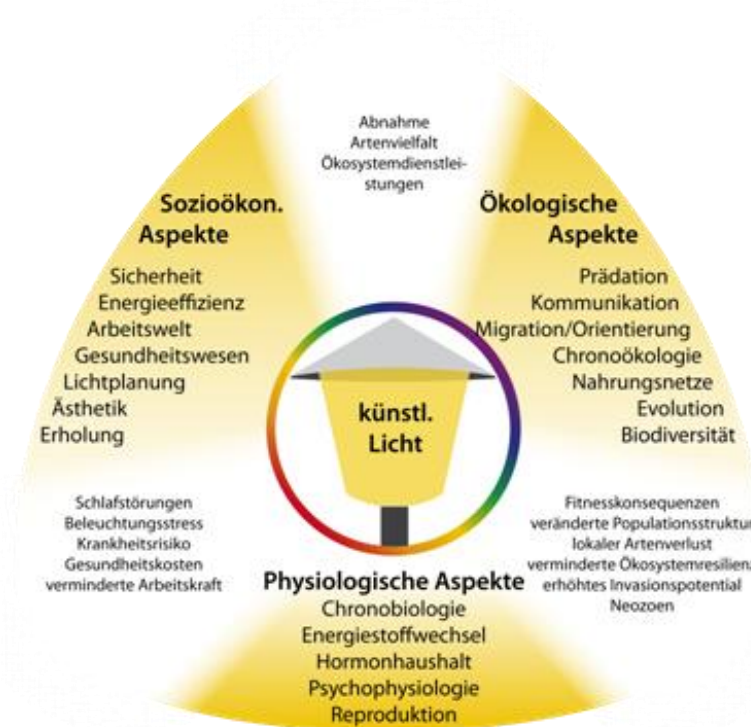 Abnahme
Artenvielfalt
Ökosystemdienstlei-
stungen
Sozioökon.
Aspekte
Sicherheit
Energieeffizienz
Arbeitswelt
Gesundheitswesen
Lichtplanung
Ästhetik
Erholung
Ökologische
Aspekte
Prädation
Kommunikation
Migration/Orientierung
Chronoökologie
Nahrungsnetze
Evolution
Biodiversität
künstl.
Licht
Schlafstörungen
Beleuchtungsstress
Krankheitsrisiko
Gesundheitskosten
verminderte Arbeitskraft
Fitnesskonsequenzen
veränderte Populationsstruktur
lokaler Artenverlust
verminderte Ökosystemresilienz
erhöhtes Invasionspotential
Neozoen
Physiologische Aspekte
Chronobiologie
Energiestoffwechsel
Hormonhaushalt
Psychophysiologie
Reproduktion